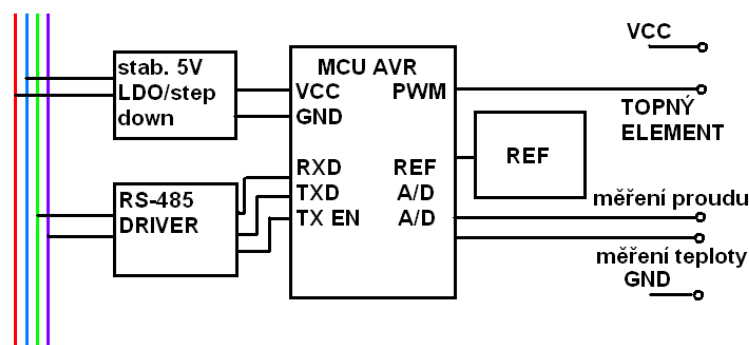 stab. 5V
LDO/step
down
RS-485
DRIVER
MCU AVR
VCC PWM
GND
RXD REF
TXD A/D
TX EN A/D
REF
VCC
TOPNÝ
ELEMENT
měření proudu
měření teploty
GND